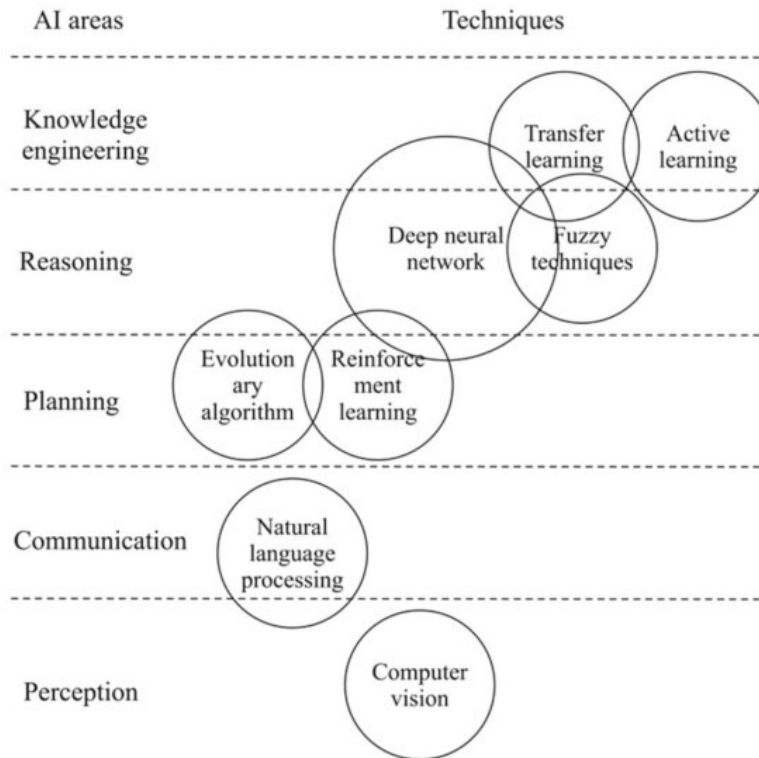 AI areas
Techniques
Knowledge
engineering
Transfer
learning
Active
learning
Reasoning
Deep neural
network
Fuzzy
techniques
Planning
Evolution
ary
algorithm
Reinforce
ment
learning
Communication
Natural
language
processing
Perception
Computer
vision